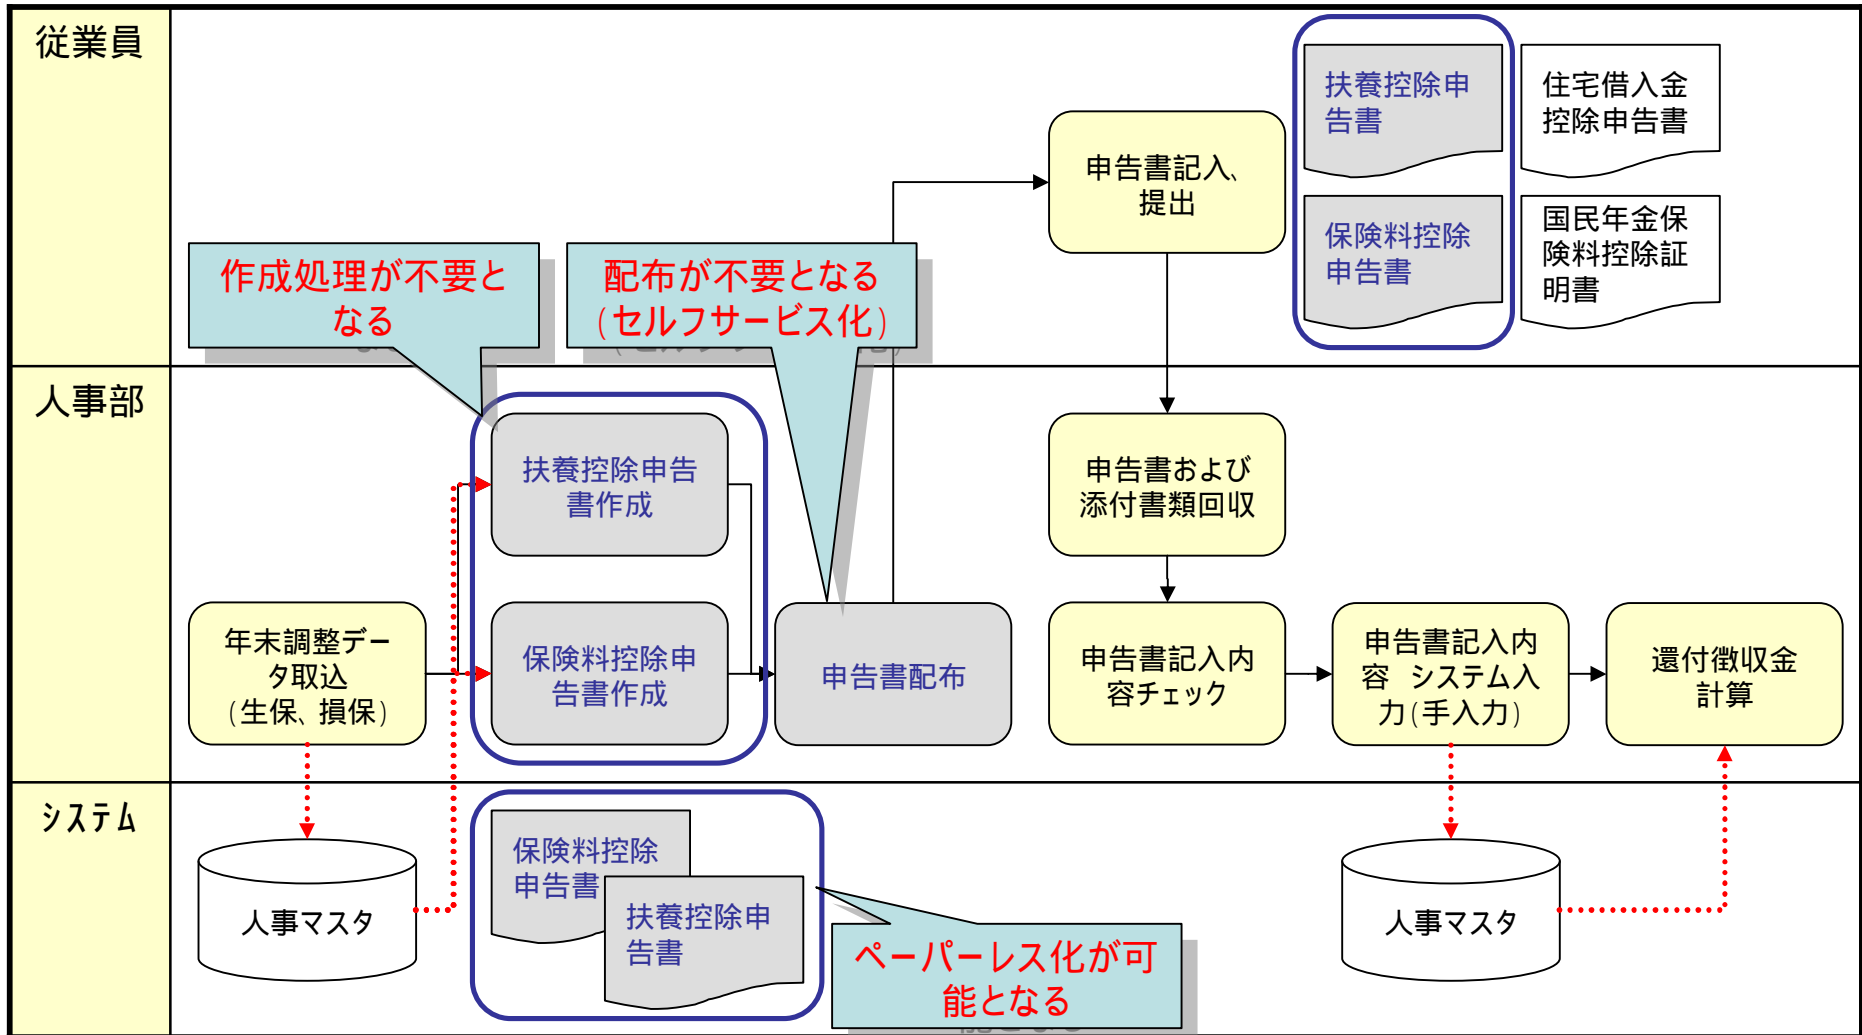 従業員
扶養控除申
告書
住宅借入金
控除申告書
申告書記入、
提出
保険料控除
申告書
国民年金保
険料控除証
明書
作成処理が不要と
なる
配布が不要となる
(セルフサービス化)
人事部
扶養控除申告
書作成
申告書および
添付書類回収
年末調整デー
タ取込
(生保、損保)
保険料控除申
告書作成
申告書配布
申告書記入内
容チェック
申告書記入内
容 システム入
力(手入力)
還付徴収金
計算
システム
人事マスタ
保険料控除
申告書
扶養控除申
告書
ペーパーレス化が可
能となる
人事マスタ